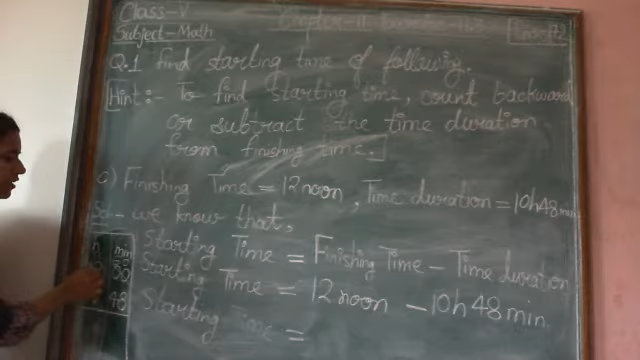 Class-V
Subject-Math
Q.1 find starting time of following.
[Hint:- To find starting time, count backward
or subtract the time duration
from finishing time.]
c) Finishing Time = 12 noon, Time duration = 10h48min
Sol- we know that,
Starting Time = Finishing Time - Time duration
Starting Time = 12 noon - 10h 48 min.
Starting Time =
h min
48